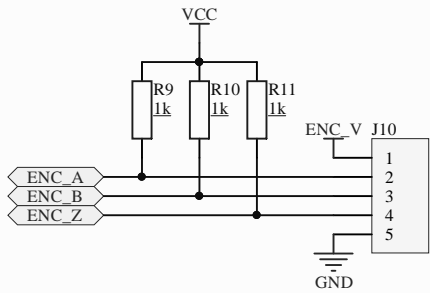 VCC
R9 R10 R11
1k 1k 1k
ENC_V J10
1
ENC_A 2
ENC_B 3
ENC_Z 4
5
GND